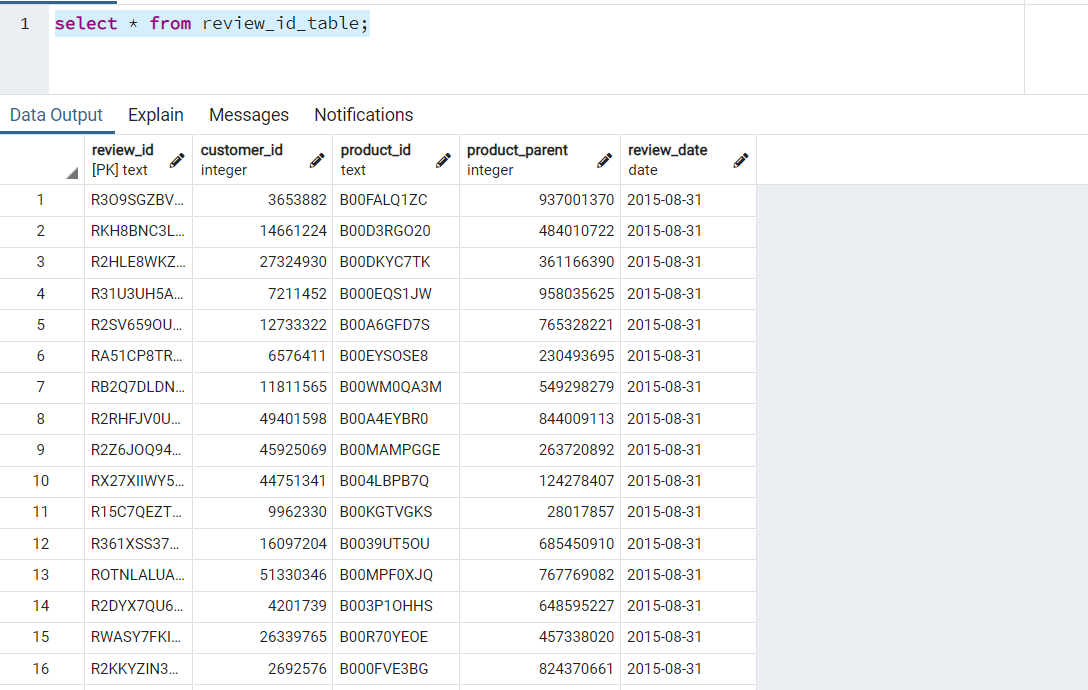 1 select * from review_id_table;
Data Output Explain Messages Notifications
review_id customer_id product_id product_parent review_date
[PK] text integer text integer date
1 R3O9SGZBV... 3653882 B00FALQ1ZC 937001370 2015-08-31
2 RKH8BNC3L... 14661224 B00D3RGO20 484010722 2015-08-31
3 R2HLE8WKZ... 27324930 B00DKYC7TK 361166390 2015-08-31
4 R31U3UH5A... 7211452 B000EQS1JW 958035625 2015-08-31
5 R2SV659OU... 12733322 B00A6GFD7S 765328221 2015-08-31
6 RA51CP8TR... 6576411 B00EYSOSE8 230493695 2015-08-31
7 RB2Q7DLDN... 11811565 B00WM0QA3M 549298279 2015-08-31
8 R2RHFJV0U... 49401598 B00A4EYBR0 844009113 2015-08-31
9 R2Z6JOQ94... 45925069 B00MAMPGGE 263720892 2015-08-31
10 RX27XIIWY5... 44751341 B004LBPB7Q 124278407 2015-08-31
11 R15C7QEZT... 9962330 B00KGTVGKS 28017857 2015-08-31
12 R361XSS37... 16097204 B0039UT5OU 685450910 2015-08-31
13 ROTNLALUA... 51330346 B00MPF0XJQ 767769082 2015-08-31
14 R2DYX7QU6... 4201739 B003P1OHHS 648595227 2015-08-31
15 RWASY7FKI... 26339765 B00R70YEOE 457338020 2015-08-31
16 R2KKYZIN3... 2692576 B000FVE3BG 824370661 2015-08-31